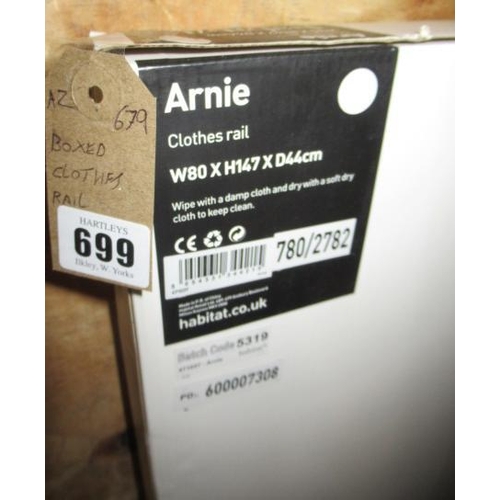 AZ
679
BOXED
CLOTHES
RAIL
HARTLEYS
699
Ilkley, W. Yorks
Arnie
Clothes rail
W80 X H147 X D44cm
Wipe with a damp cloth and dry with a soft dry
cloth to keep clean.
780/2782
habitat.co.uk
Batch Code 5319
PO:
600007308